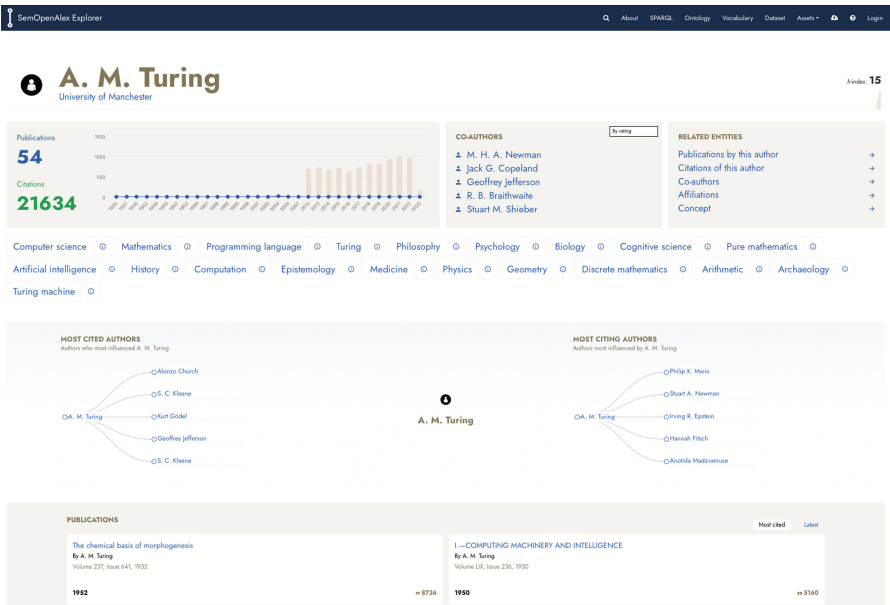 SemOpenAlex Explorer
About SPARQL Ontology Vocabulary Dataset Assets Login
A. M. Turing
University of Manchester
h-index: 15
Publications
54
Citations
21634
1500
1000
500
0
CO-AUTHORS
By rating
M. H. A. Newman
Jack G. Copeland
Geoffrey Jefferson
R. B. Braithwaite
Stuart M. Shieber
RELATED ENTITIES
Publications by this author
Citations of this author
Co-authors
Affiliations
Concept
Computer science Mathematics Programming language Turing Philosophy Psychology Biology Cognitive science Pure mathematics
Artificial intelligence History Computation Epistemology Medicine Physics Geometry Discrete mathematics Arithmetic Archaeology
Turing machine
MOST CITED AUTHORS
Authors who most influenced A. M. Turing
Alonzo Church
S. C. Kleene
A. M. Turing
Kurt Gödel
Geoffrey Jefferson
S. C. Kleene
A. M. Turing
MOST CITING AUTHORS
Authors most influenced by A. M. Turing
Philip K. Maini
Stuart A. Newman
A. M. Turing
Irving R. Epstein
Hannah Fitsch
Anotida Madzvamuse
PUBLICATIONS
Most cited Latest
The chemical basis of morphogenesis
By A. M. Turing
Volume 237, Issue 641, 1952
1952
8736
I.—COMPUTING MACHINERY AND INTELLIGENCE
By A. M. Turing
Volume LIX, Issue 236, 1950
1950
5160